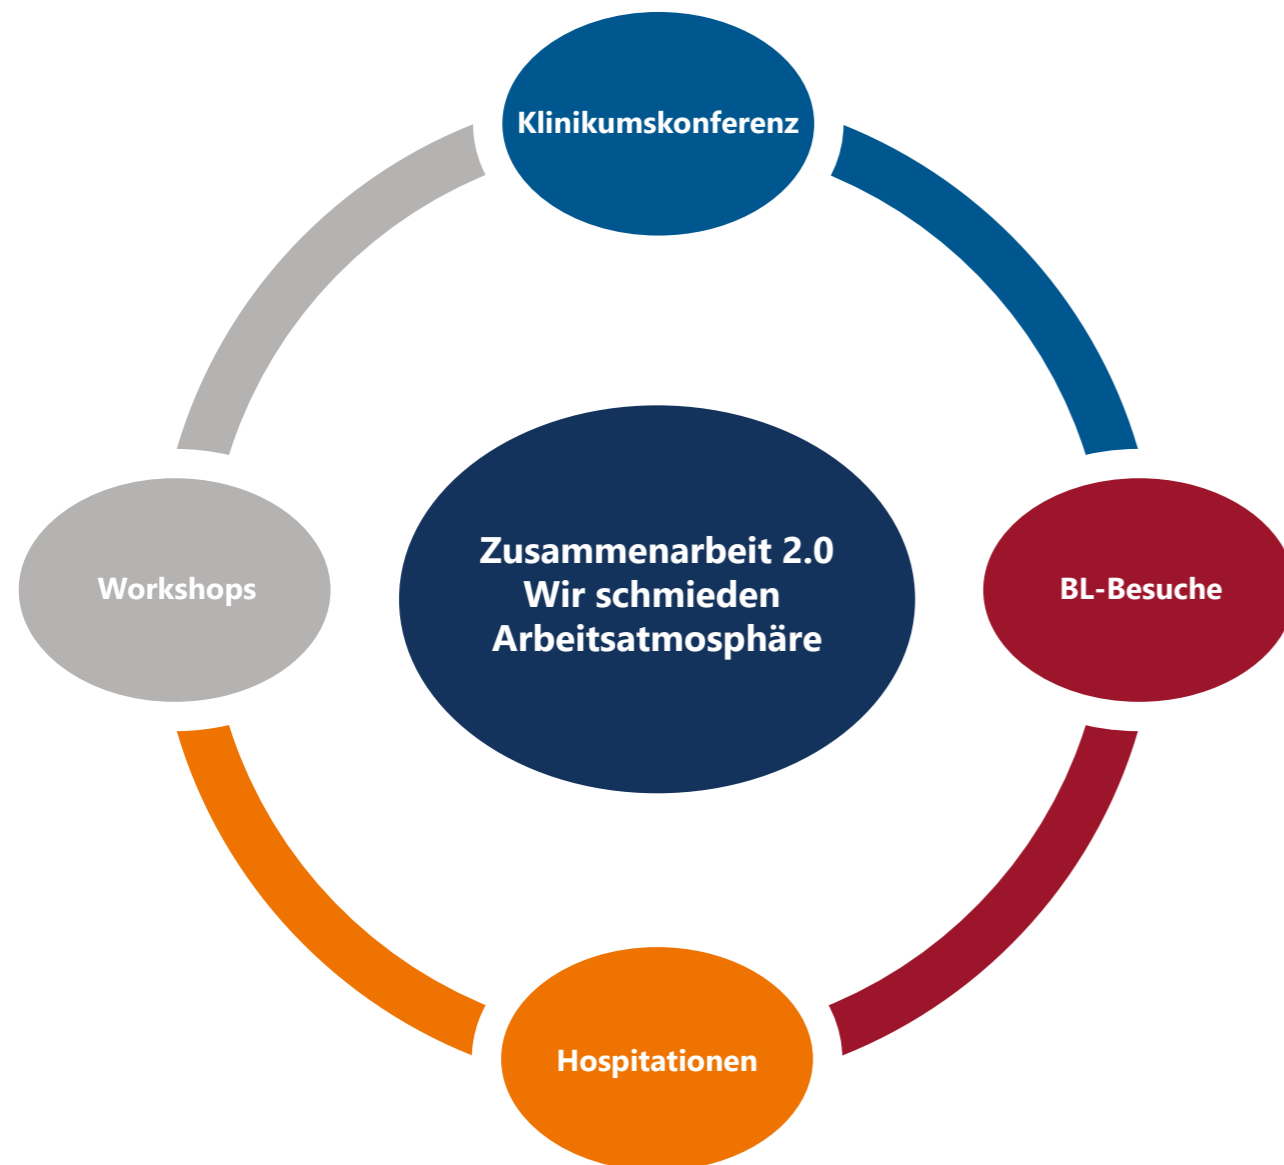 Klinikumskonferenz
Zusammenarbeit 2.0
Wir schmieden
Arbeitsatmosphäre
Workshops
BL-Besuche
Hospitationen